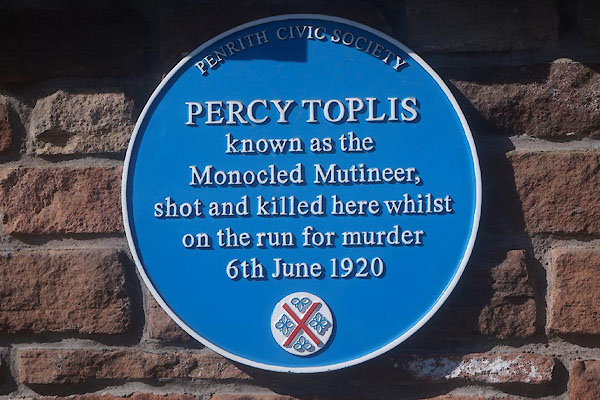 PENRITH CIVIC SOCIETY
PERCY TOPLIS
known as the
Monocled Mutineer,
shot and killed here whilst
on the run for murder
6th June 1920